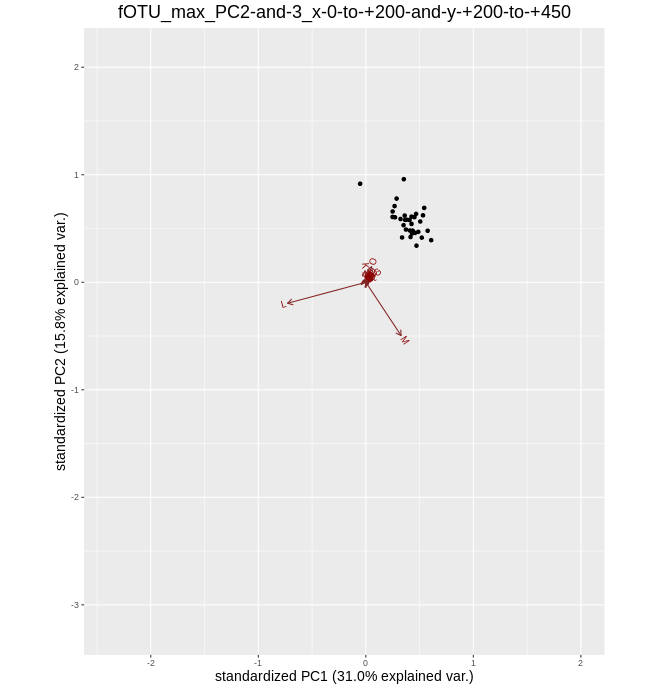 fOTU_max_PC2-and-3_x-0-to-+200-and-y-+200-to-+450
standardized PC2 (15.8% explained var.)
2
1
0
-1
-2
-3
L
M
K
O
-2
-1
0
1
2
standardized PC1 (31.0% explained var.)